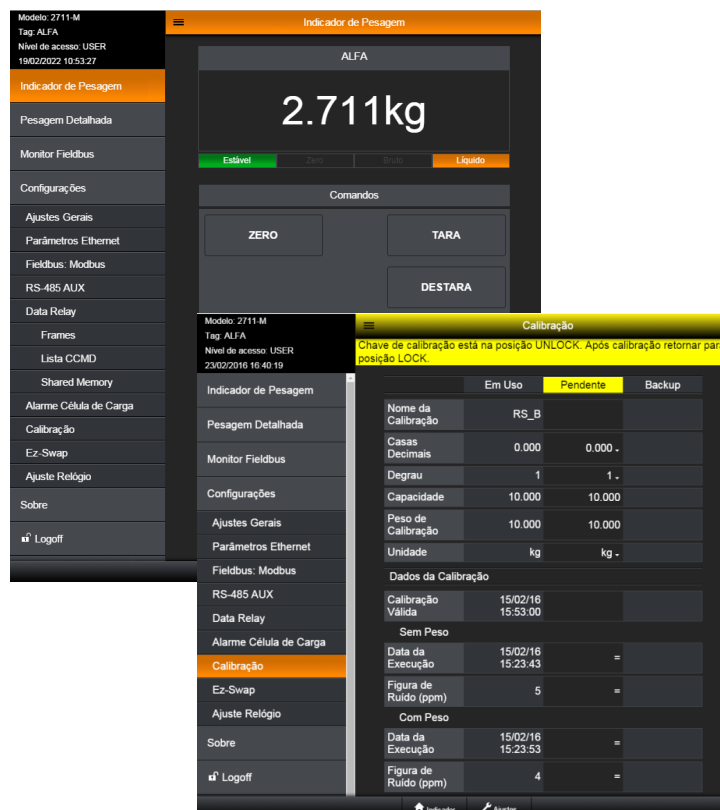 Modelo: 2711-M
Tag: ALFA
Nível de acesso: USER
19/02/2022 10:53:27
Indicador de Pesagem
Pesagem Detalhada
Monitor Fieldbus
Configurações
Ajustes Gerais
Parâmetros Ethernet
Fieldbus: Modbus
RS-485 AUX
Data Relay
Frames
Lista CCMD
Shared Memory
Alarme Célula de Carga
Calibração
Ez-Swap
Ajuste Relógio
Sobre
Logoff
Indicador de Pesagem
ALFA
2.711kg
Estável Zero Bruto Líquido
Comandos
ZERO TARA
DESTARA
Modelo: 2711-M
Tag: ALFA
Nível de acesso: USER
23/02/2016 16:40:19
Indicador de Pesagem
Pesagem Detalhada
Monitor Fieldbus
Configurações
Ajustes Gerais
Parâmetros Ethernet
Fieldbus: Modbus
RS-485 AUX
Data Relay
Alarme Célula de Carga
Calibração
Ez-Swap
Ajuste Relógio
Sobre
Logoff
Calibração
Chave de calibração está na posição UNLOCK. Após calibração retornar para
posição LOCK.
Em Uso Pendente Backup
Nome da
Calibração RS_B
Casas
Decimais 0.000 0.000
Degrau 1 1
Capacidade 10.000 10.000
Peso de
Calibração 10.000 10.000
Unidade kg kg
Dados da Calibração
Calibração 15/02/16
Válida 15:53:00
Sem Peso
Data da 15/02/16
Execução 15:23:43 =
Figura de
Ruído (ppm) 5 =
Com Peso
Data da 15/02/16
Execução 15:23:53 =
Figura de
Ruído (ppm) 4 =
Indicador Ajustes